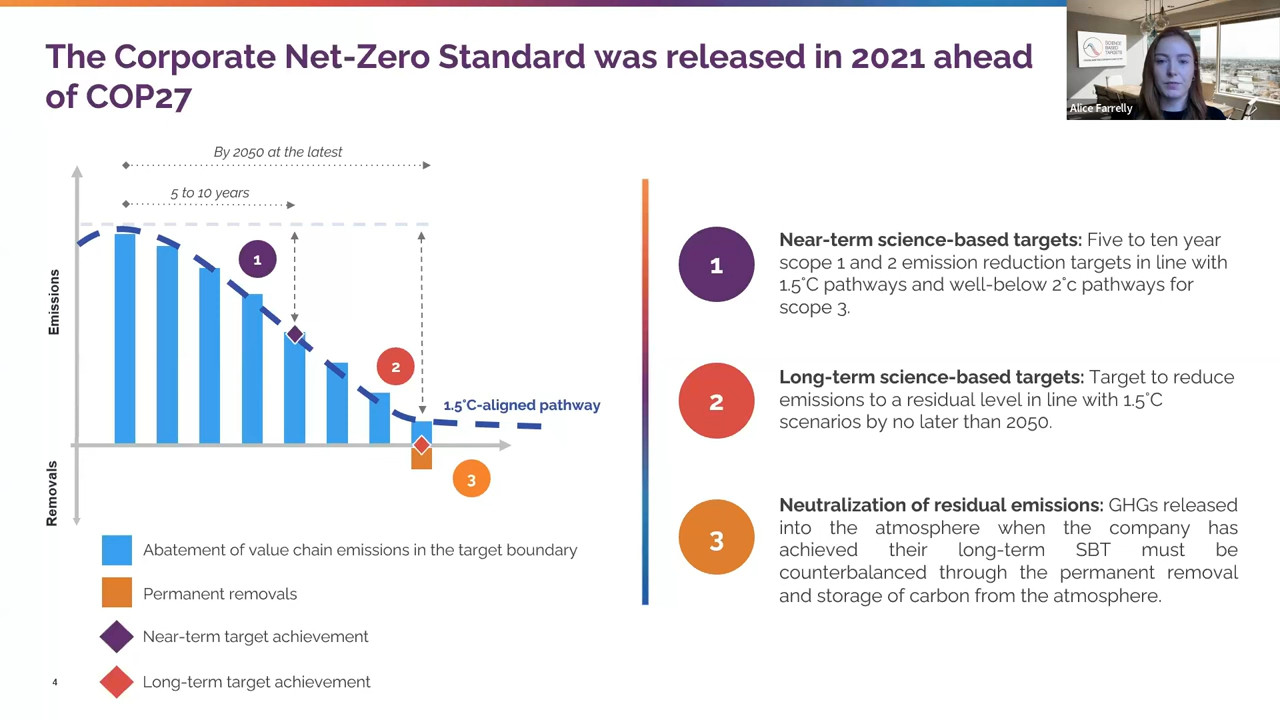 The Corporate Net-Zero Standard was released in 2021 ahead
of COP27
SCIENCE
BASED
TARGETS
Alice Farrelly
By 2050 at the latest
5 to 10 years
Emissions
Removals
1
2
3
1.5°C-aligned pathway
Abatement of value chain emissions in the target boundary
Permanent removals
Near-term target achievement
Long-term target achievement
4
1
Near-term science-based targets: Five to ten year
scope 1 and 2 emission reduction targets in line with
1.5°C pathways and well-below 2°c pathways for
scope 3.
2
Long-term science-based targets: Target to reduce
emissions to a residual level in line with 1.5°C
scenarios by no later than 2050.
3
Neutralization of residual emissions: GHGs released
into the atmosphere when the company has
achieved their long-term SBT must be
counterbalanced through the permanent removal
and storage of carbon from the atmosphere.